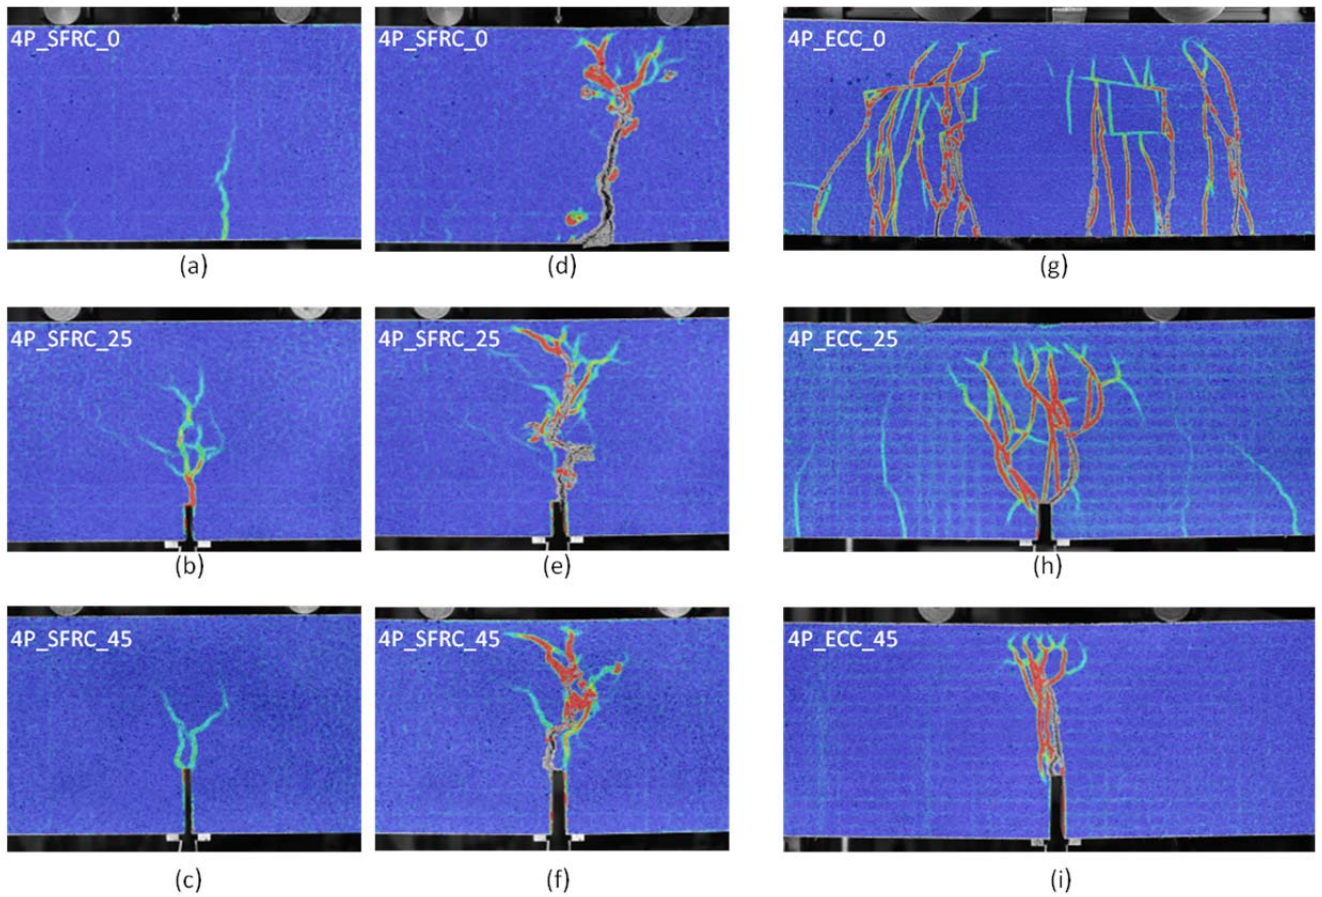 4P_SFRC_0
4P_SFRC_0
4P_ECC_0
(a)
(d)
(g)
4P_SFRC_25
4P_SFRC_25
4P_ECC_25
(b)
(e)
(h)
4P_SFRC_45
4P_SFRC_45
4P_ECC_45
(c)
(f)
(i)